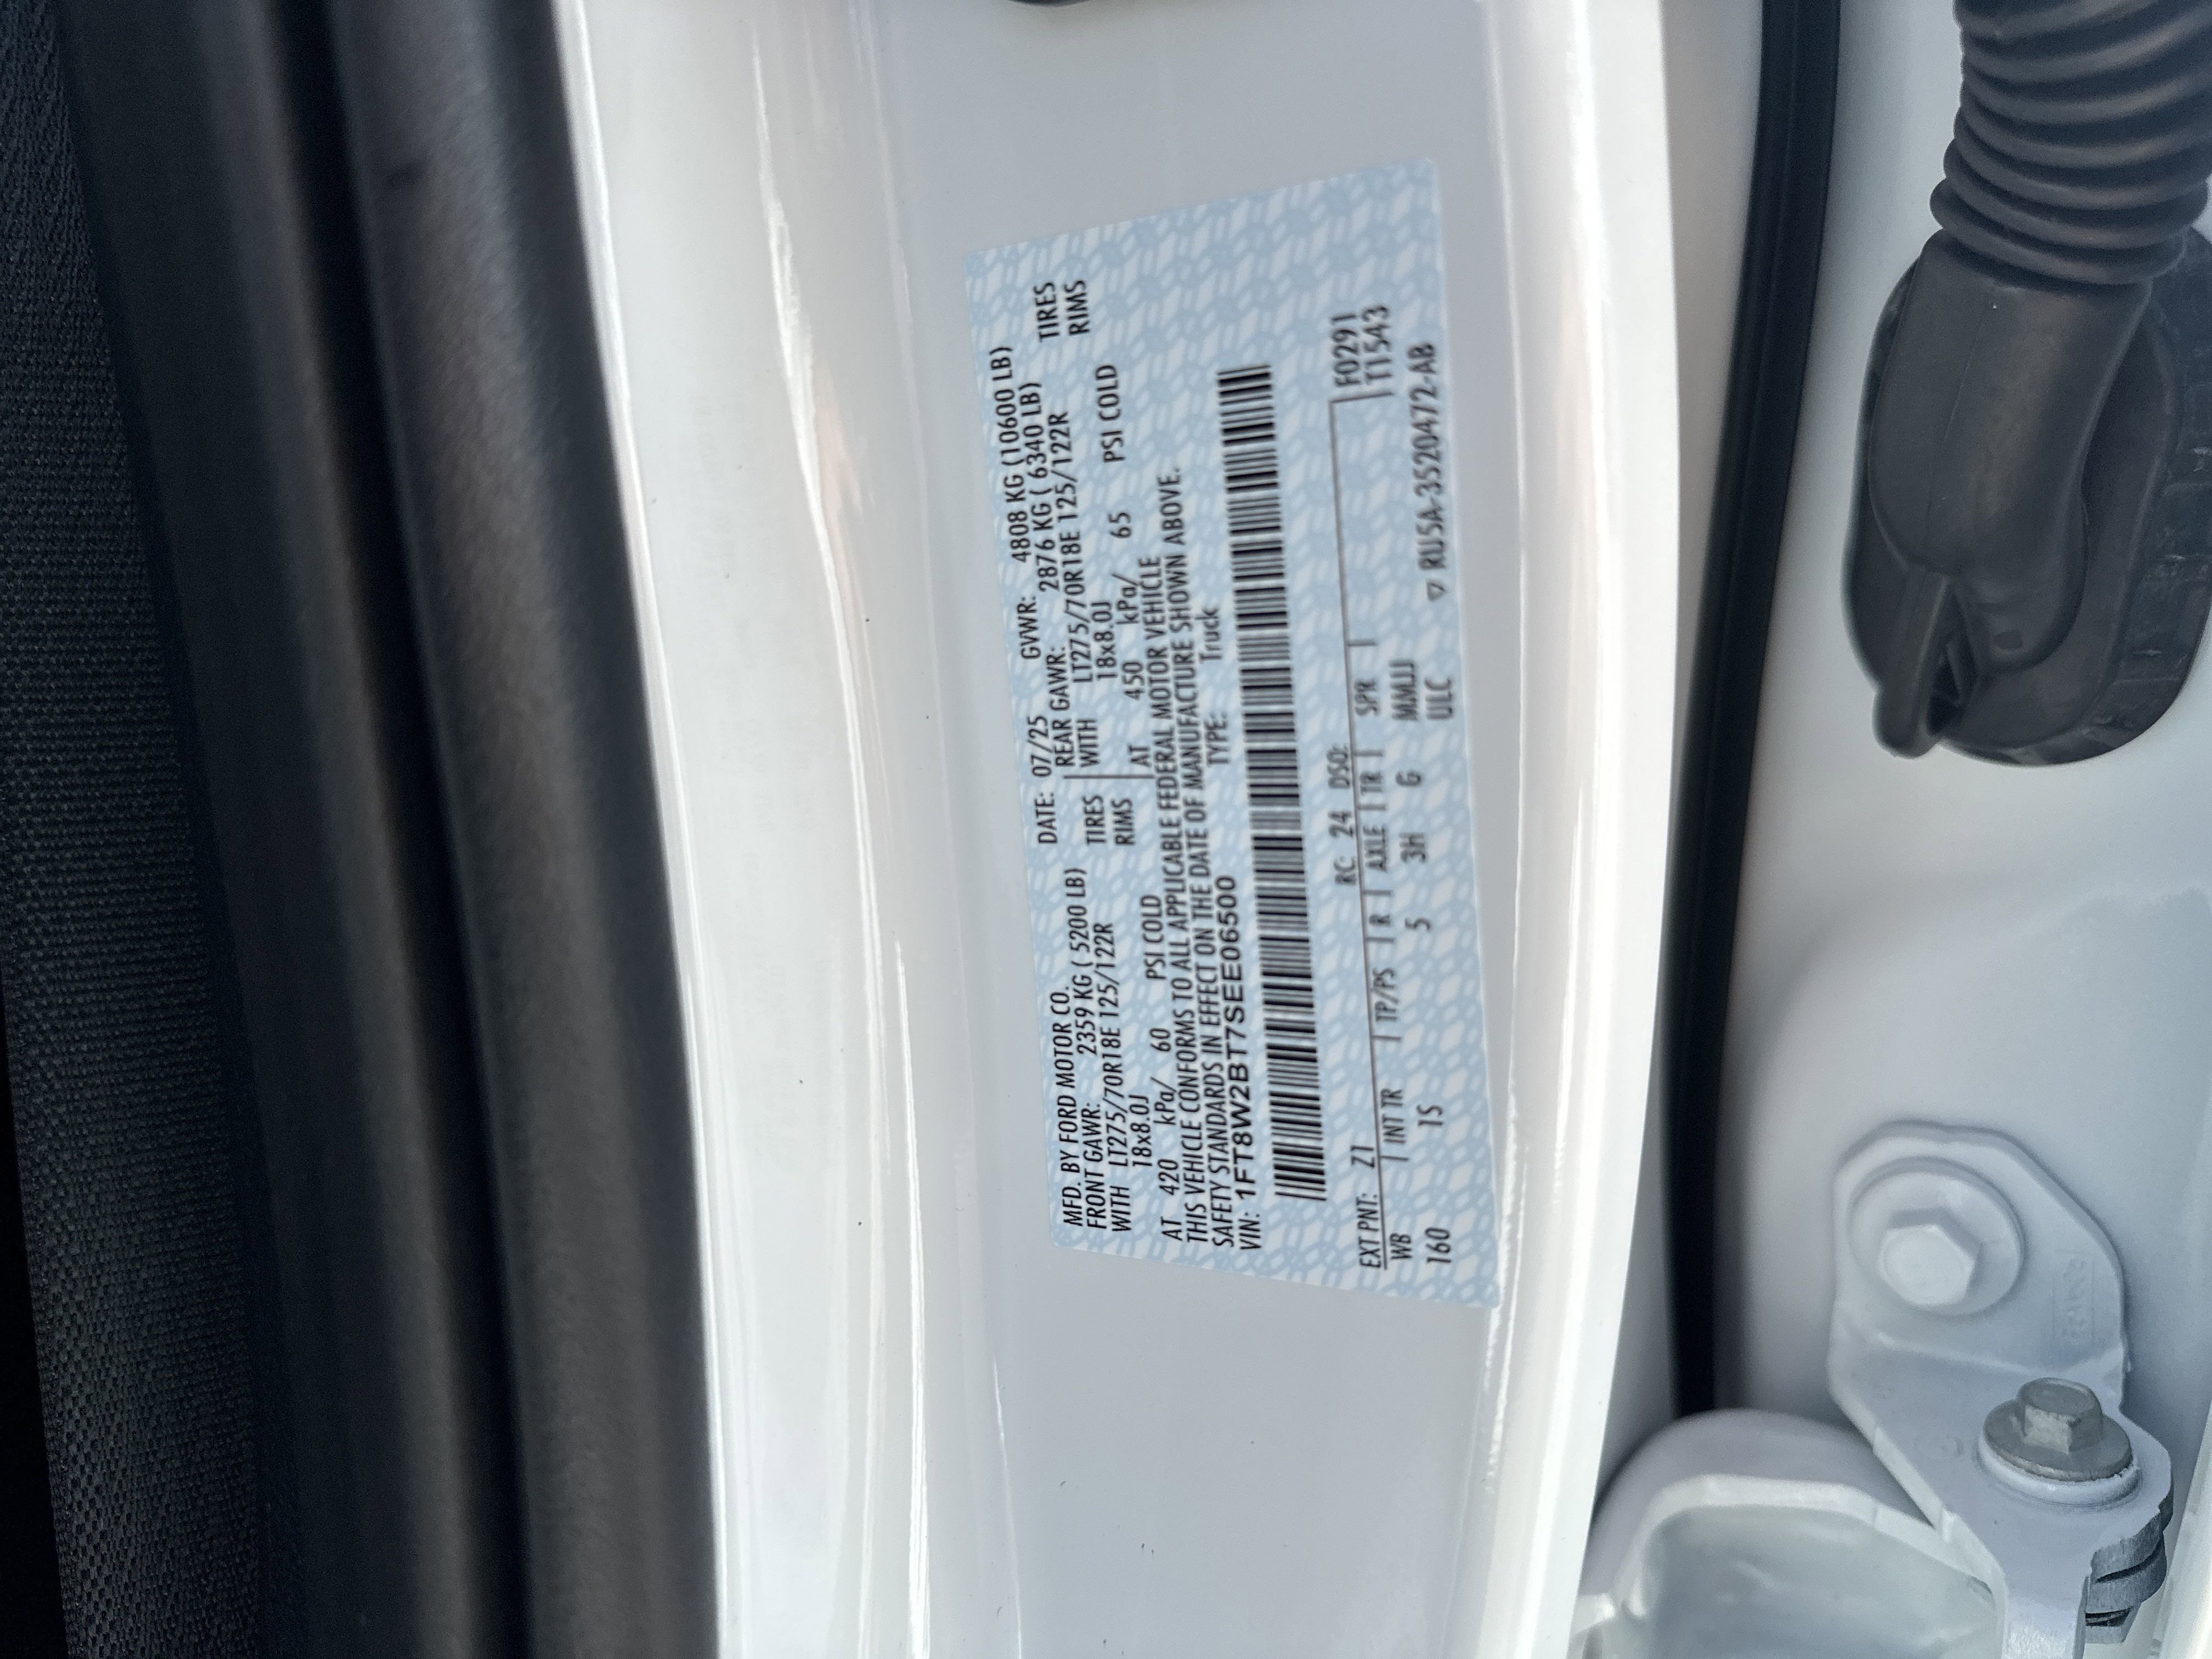 MFD. BY FORD MOTOR CO. DATE: 07/25 GVWR: 4808 KG (10600 LB)
FRONT GAWR: 2359 KG ( 5200 LB) REAR GAWR: 2876 KG ( 6340 LB)
WITH LT275/70R18E 125/122R TIRES WITH LT275/70R18E 125/122R TIRES
18x8.0J RIMS 18x8.0J RIMS
AT 420 kPa/ 60 PSI COLD AT 450 kPa/ 65 PSI COLD
THIS VEHICLE CONFORMS TO ALL APPLICABLE FEDERAL MOTOR VEHICLE
SAFETY STANDARDS IN EFFECT ON THE DATE OF MANUFACTURE SHOWN ABOVE.
VIN: 1FT8W2BT7SEE06500 TYPE: Truck
EXT PNT: Z1 RC: 24 DSO: F0291
WB INT TR TP/PS R AXLE TR SPR T1543
160 1S 5 3H G MMJJ
ULC ▽ RU5A-3520472-AB